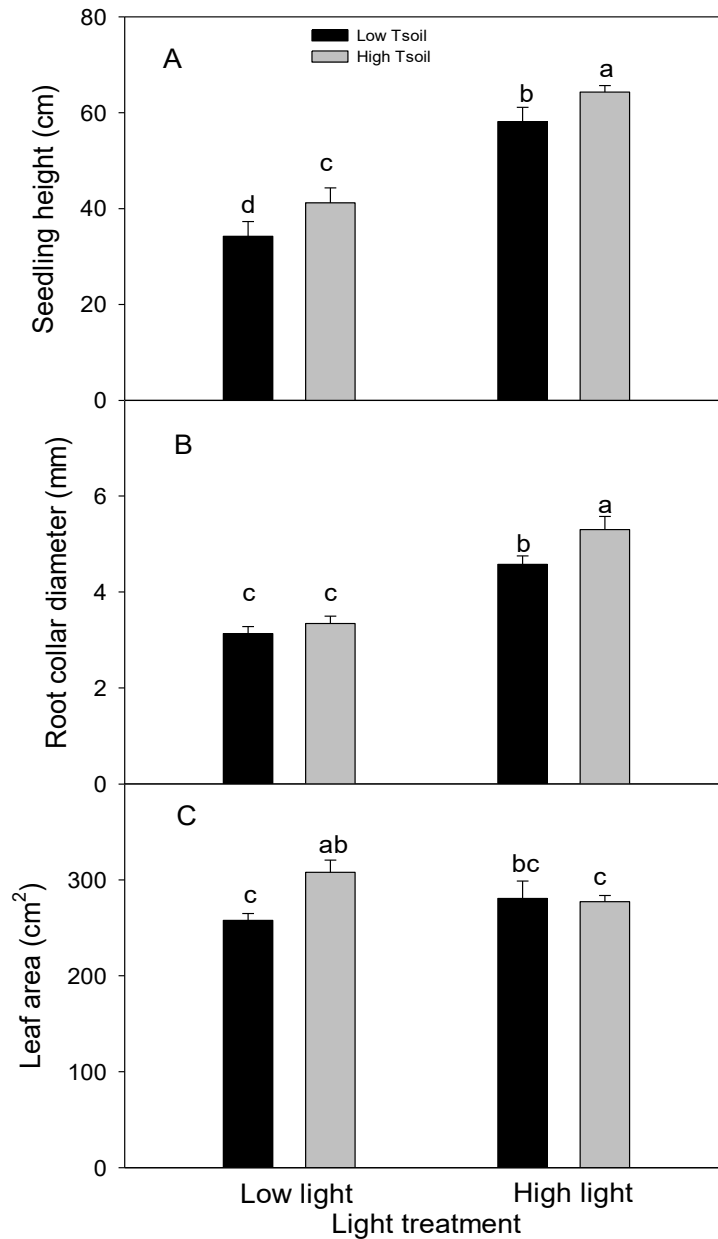 80
A
Low Tsoil
High Tsoil
a
b
60
c
d
40
20
0
Seedling height (cm)
B
6
a
b
c
c
4
2
0
Root collar diameter (mm)
C
ab
bc
c
c
300
200
100
0
Leaf area (cm²)
Low light
High light
Light treatment